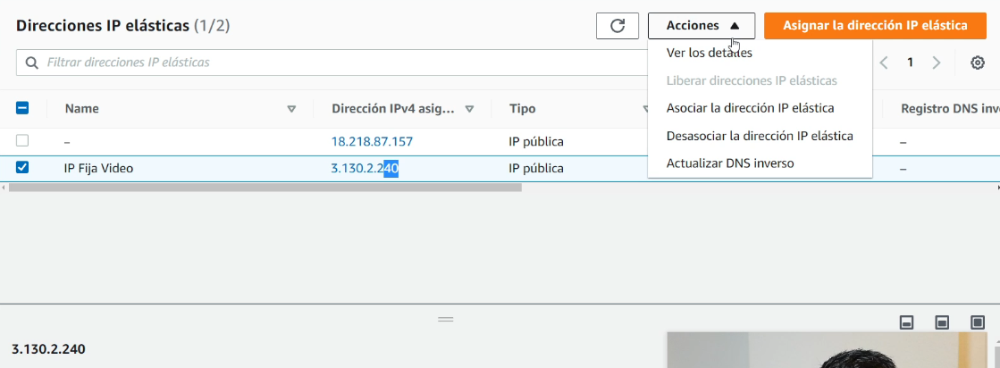 Direcciones IP elásticas (1/2)
Acciones
Asignar la dirección IP elástica
Filtrar direcciones IP elásticas
1
Ver los detalles
Liberar direcciones IP elásticas
Asociar la dirección IP elástica
Desasociar la dirección IP elástica
Actualizar DNS inverso
Name
Dirección IPv4 asig...
Tipo
Registro DNS inv
–
18.218.87.157
IP pública
–
IP Fija Video
3.130.2.240
IP pública
–
3.130.2.240